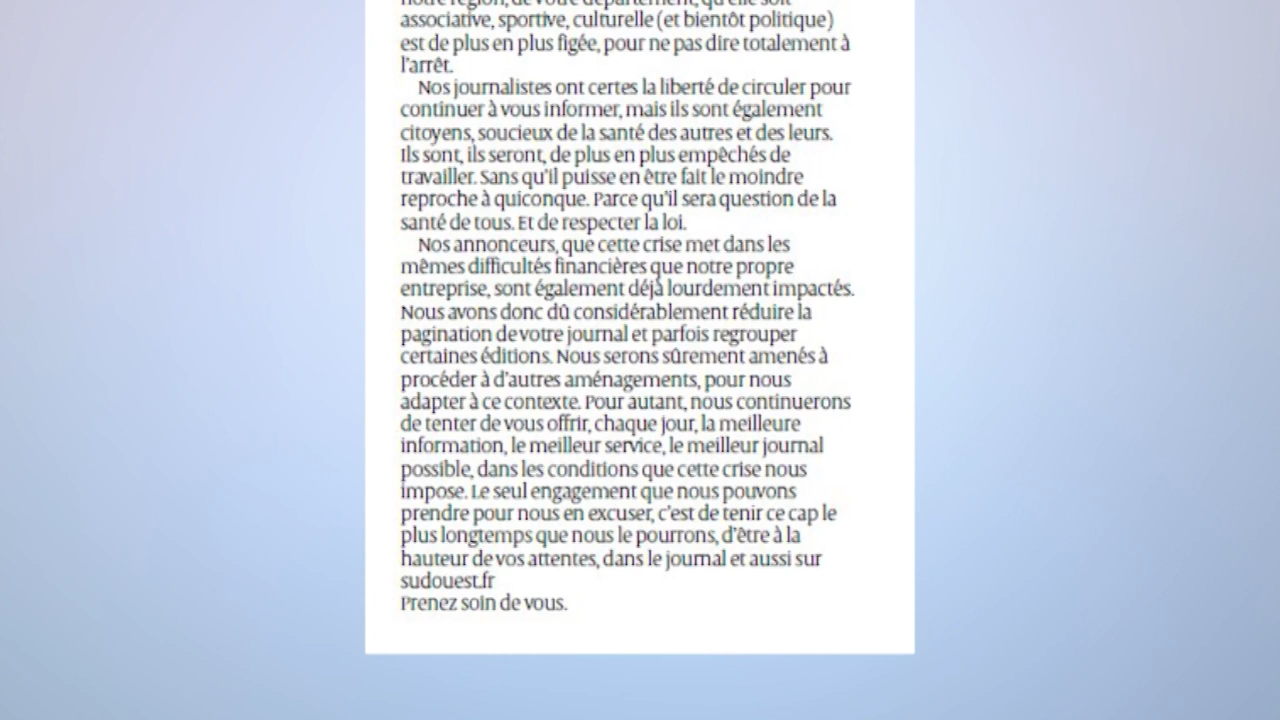 notre région, de votre département, qu'elle soit
associative, sportive, culturelle (et bientôt politique)
est de plus en plus figée, pour ne pas dire totalement à
l'arrêt.
Nos journalistes ont certes la liberté de circuler pour
continuer à vous informer, mais ils sont également
citoyens, soucieux de la santé des autres et des leurs.
Ils sont, ils seront, de plus en plus empêchés de
travailler. Sans qu'il puisse en être fait le moindre
reproche à quiconque. Parce qu'il sera question de la
santé de tous. Et de respecter la loi.
Nos annonceurs, que cette crise met dans les
mêmes difficultés financières que notre propre
entreprise, sont également déjà lourdement impactés.
Nous avons donc dû considérablement réduire la
pagination de votre journal et parfois regrouper
certaines éditions. Nous serons sûrement amenés à
procéder à d'autres aménagements, pour nous
adapter à ce contexte. Pour autant, nous continuerons
de tenter de vous offrir, chaque jour, la meilleure
information, le meilleur service, le meilleur journal
possible, dans les conditions que cette crise nous
impose. Le seul engagement que nous pouvons
prendre pour nous en excuser, c'est de tenir ce cap le
plus longtemps que nous le pourrons, d'être à la
hauteur de vos attentes, dans le journal et aussi sur
sudouest.fr
Prenez soin de vous.